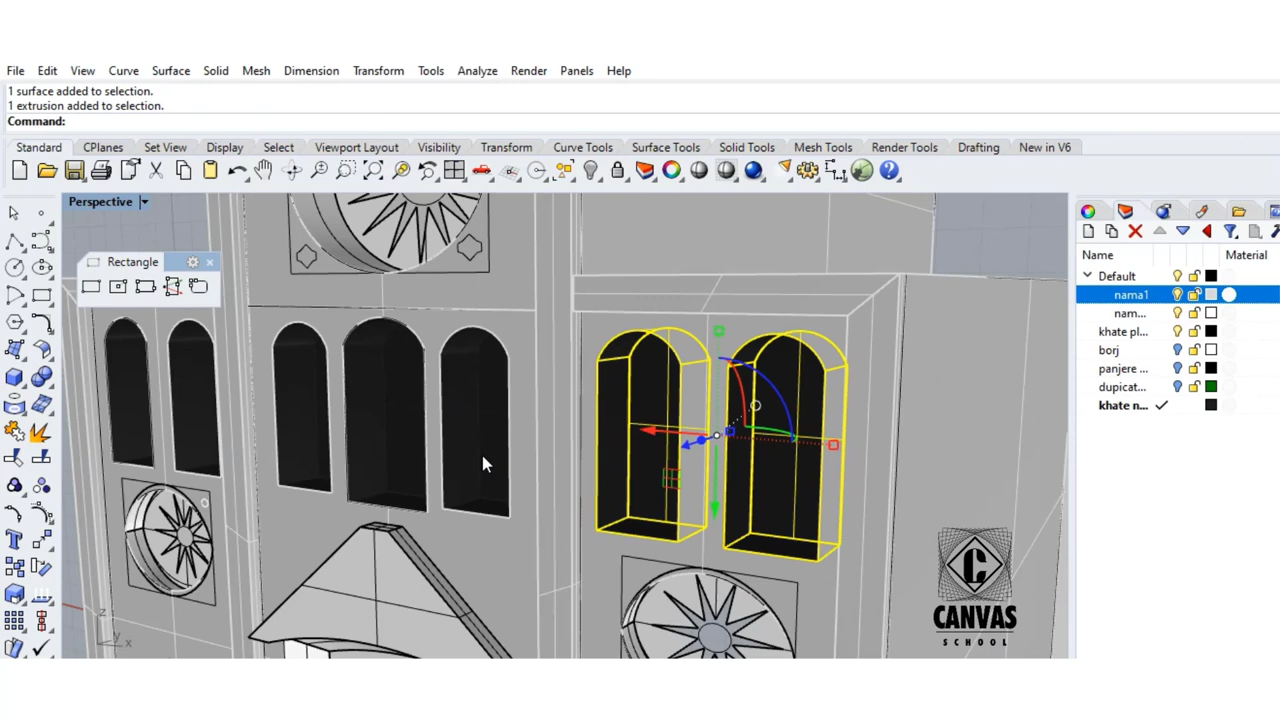 File Edit View Curve Surface Solid Mesh Dimension Transform Tools Analyze Render Panels Help
1 surface added to selection.
1 extrusion added to selection.
Command:
Standard CPlanes Set View Display Select Viewport Layout Visibility Transform Curve Tools Surface Tools Solid Tools Mesh Tools Render Tools Drafting New in V6
Perspective
Rectangle
Name Material
Default
nama1
nam...
khate pl...
borj
panjere ...
dupicat...
khate n...
z
y
x
C
CANVAS
SCHOOL